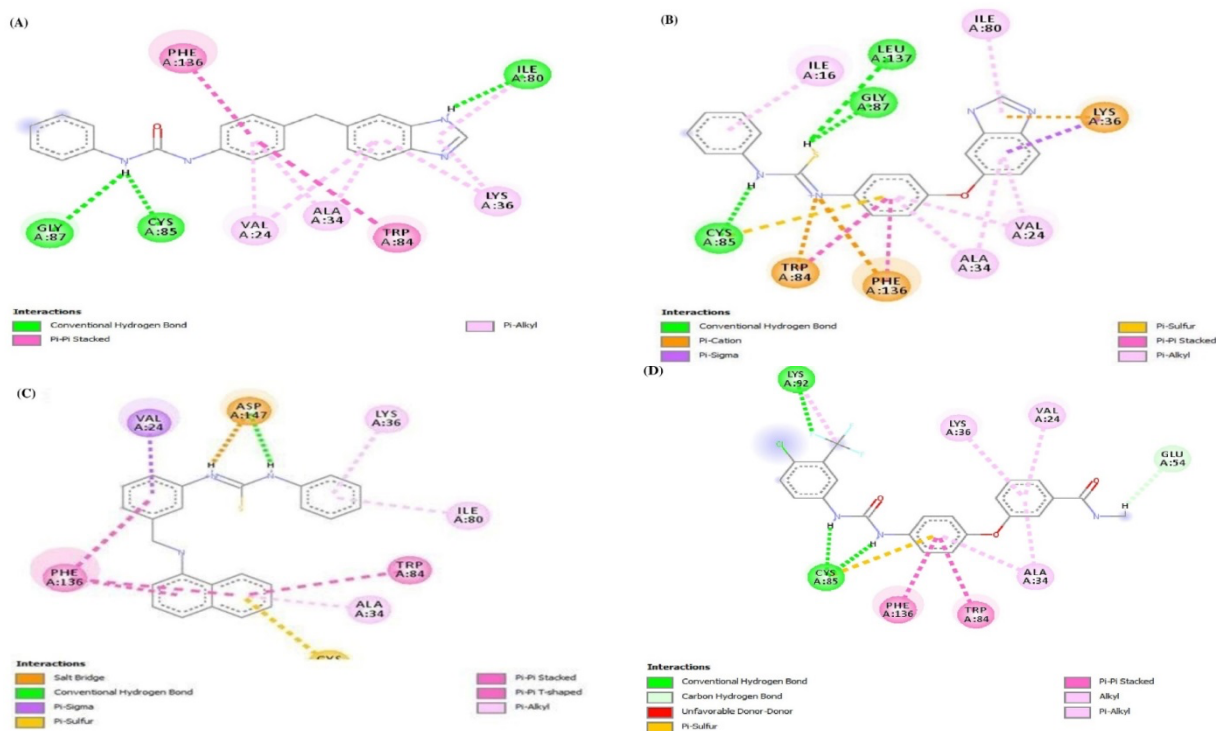 (A)
PHE
A:136
ILE
A:80
H
N
N
O
N
H
N
GLY
A:87
CYS
A:85
VAL
A:24
ALA
A:34
TRP
A:84
LYS
A:36
Interactions
Conventional Hydrogen Bond
Pi-Pi Stacked
Pi-Alkyl
(B)
ILE
A:80
LEU
A:137
ILE
A:16
GLY
A:87
LYS
A:36
H
S
N
H
N
N
N
O
CYS
A:85
TRP
A:84
PHE
A:136
ALA
A:34
VAL
A:24
Interactions
Conventional Hydrogen Bond
Pi-Cation
Pi-Sigma
Pi-Sulfur
Pi-Pi Stacked
Pi-Alkyl
(C)
VAL
A:24
ASP
A:147
LYS
A:36
H
N
H
N
S
N
ILE
A:80
PHE
A:136
TRP
A:84
ALA
A:34
CYS
Interactions
Salt Bridge
Conventional Hydrogen Bond
Pi-Sigma
Pi-Sulfur
Pi-Pi Stacked
Pi-Pi T-shaped
Pi-Alkyl
(D)
LYS
A:92
LYS
A:36
VAL
A:24
GLU
A:54
O
N
H
N
H
O
O
N
H
CYS
A:85
PHE
A:136
TRP
A:84
ALA
A:34
Interactions
Conventional Hydrogen Bond
Carbon Hydrogen Bond
Unfavorable Donor-Donor
Pi-Sulfur
Pi-Pi Stacked
Alkyl
Pi-Alkyl